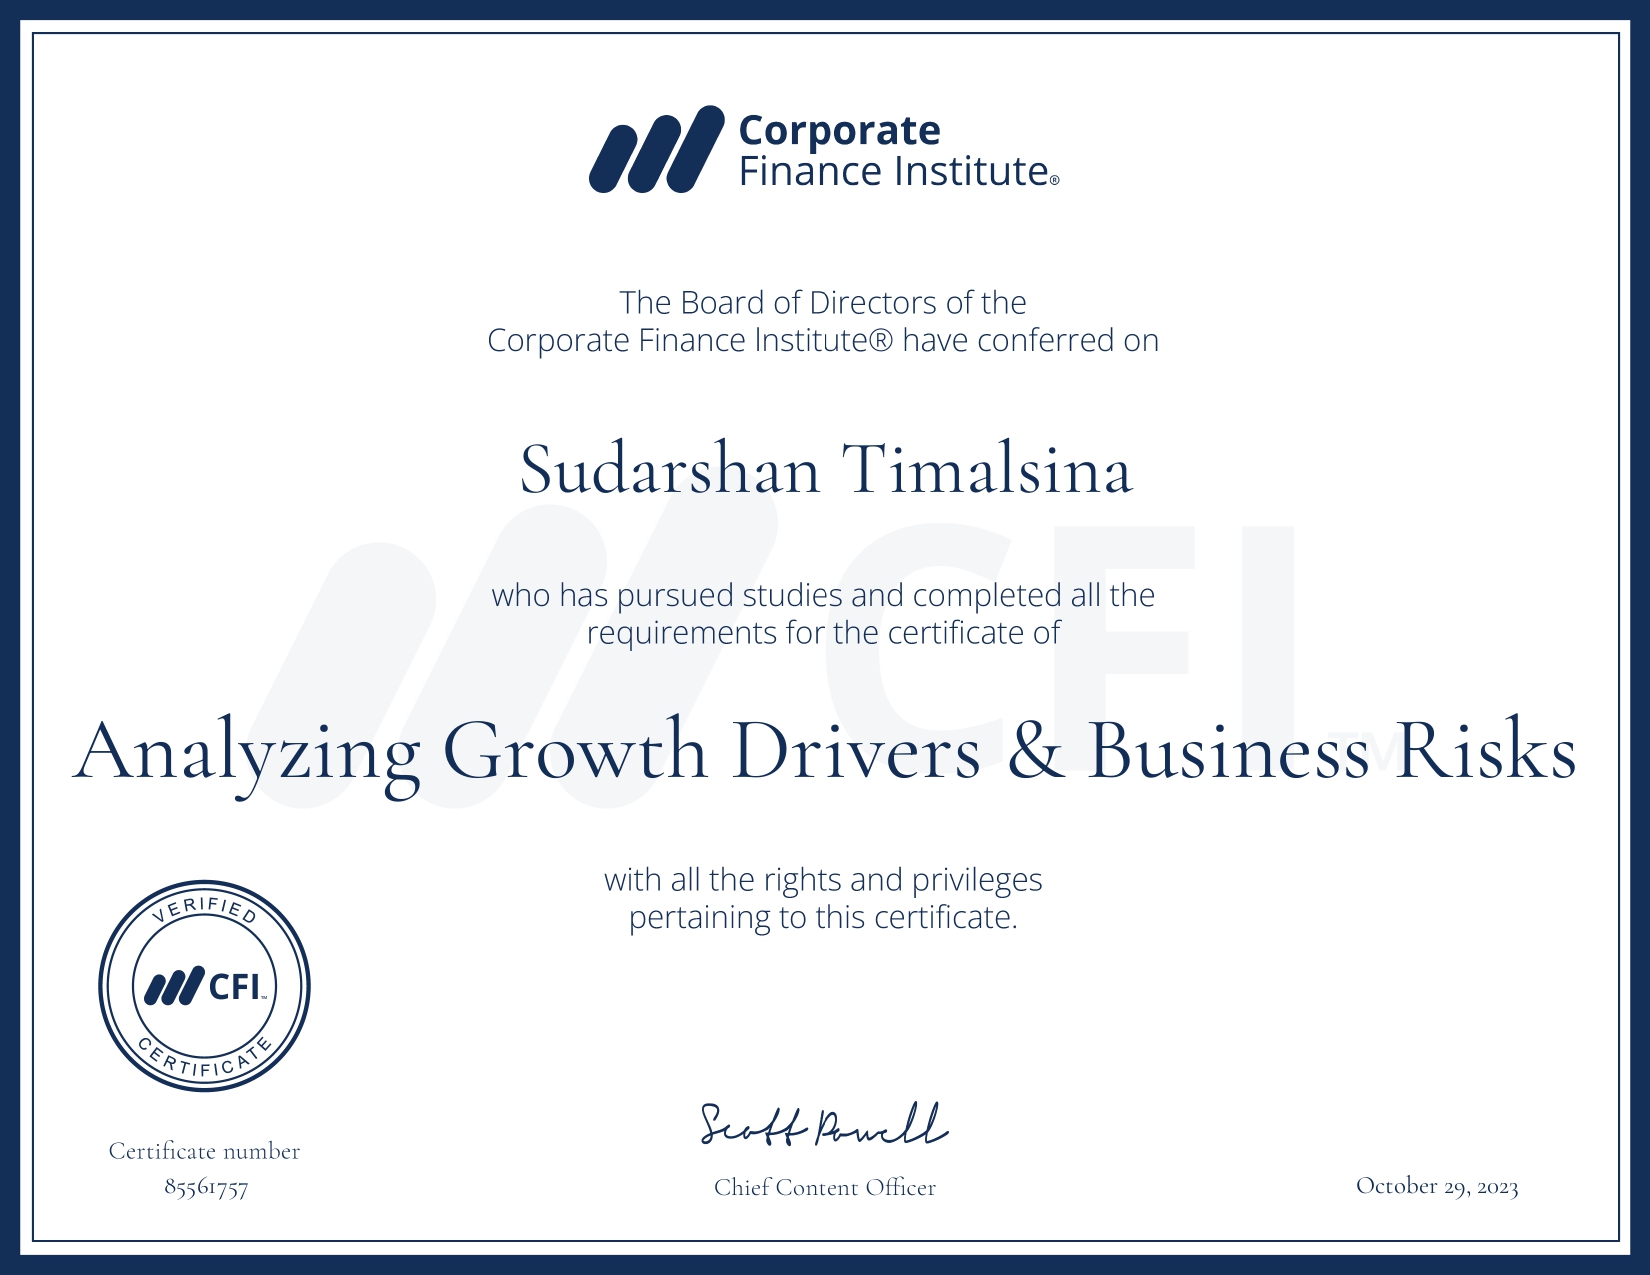 Corporate
Finance Institute®
The Board of Directors of the
Corporate Finance Institute® have conferred on
Sudarshan Timalsina
CFI™
who has pursued studies and completed all the
requirements for the certificate of
Analyzing Growth Drivers & Business Risks
with all the rights and privileges
pertaining to this certificate.
VERIFIED
CFI™
CERTIFICATE
Scott Powell
Certificate number
85561757
Chief Content Officer
October 29, 2023